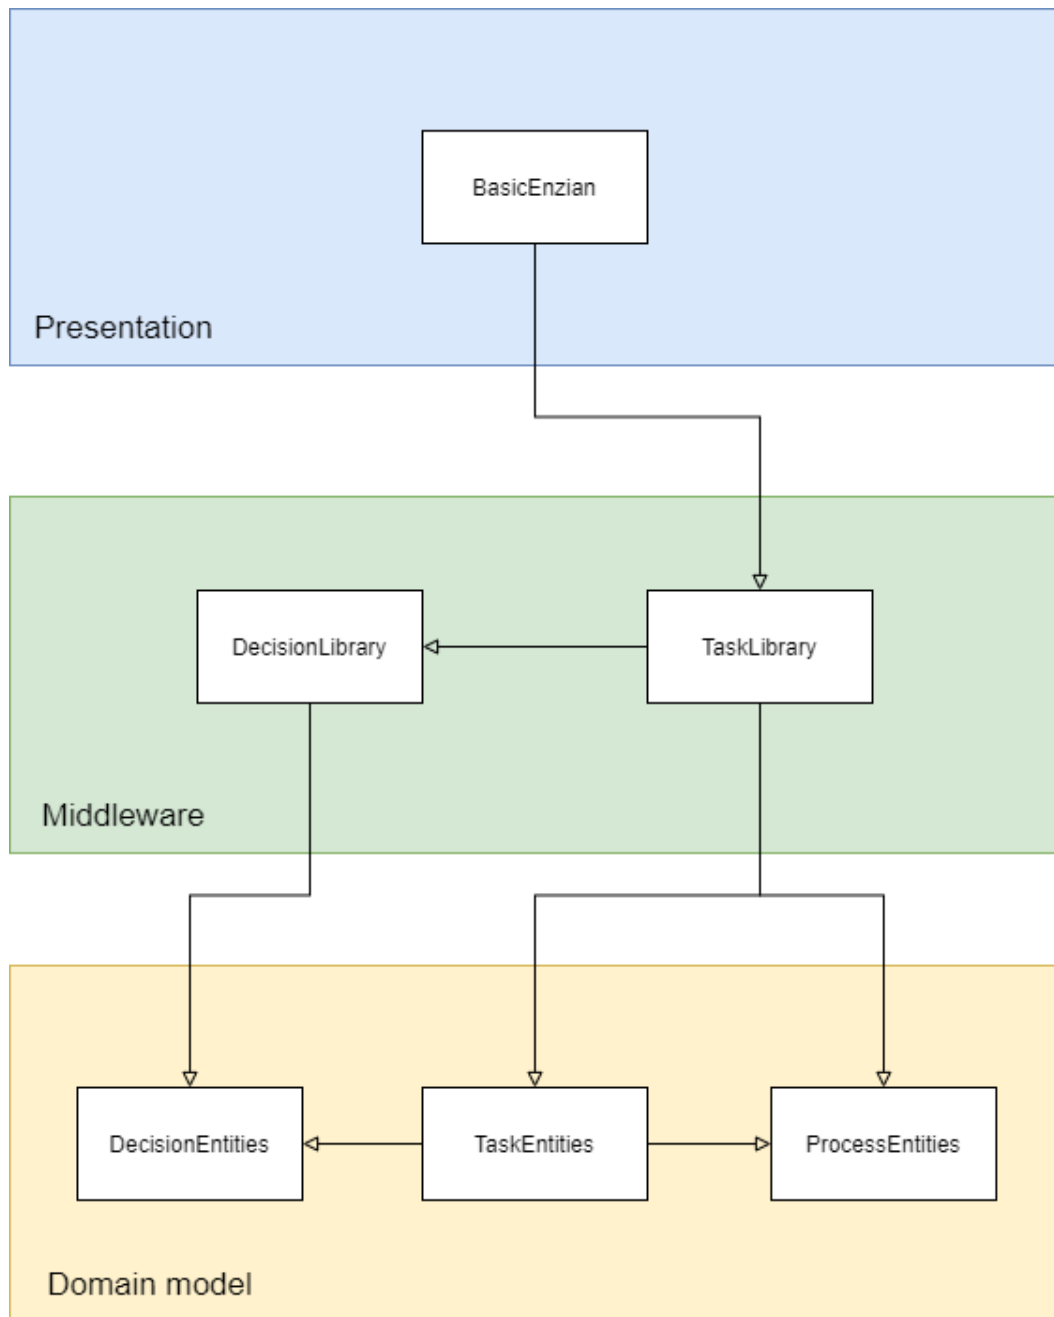 BasicEnzian
Presentation
DecisionLibrary
TaskLibrary
Middleware
DecisionEntities
TaskEntities
ProcessEntities
Domain model